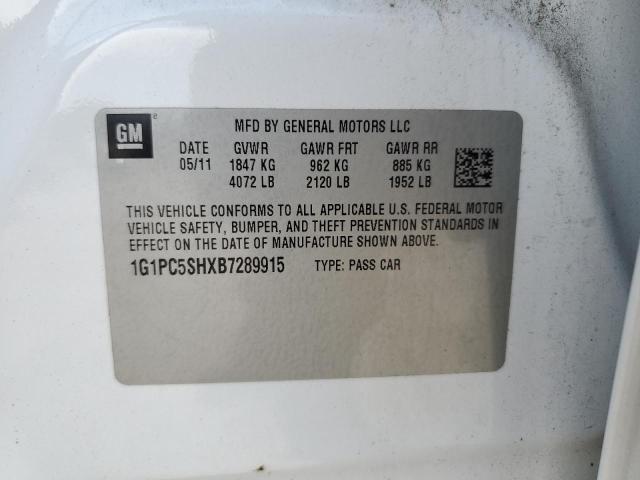 GM
MFD BY GENERAL MOTORS LLC
DATE GVWR GAWR FRT GAWR RR
05/11 1847 KG 962 KG 885 KG
4072 LB 2120 LB 1952 LB
THIS VEHICLE CONFORMS TO ALL APPLICABLE U.S. FEDERAL MOTOR
VEHICLE SAFETY, BUMPER, AND THEFT PREVENTION STANDARDS IN
EFFECT ON THE DATE OF MANUFACTURE SHOWN ABOVE.
1G1PC5SHXB7289915 TYPE: PASS CAR